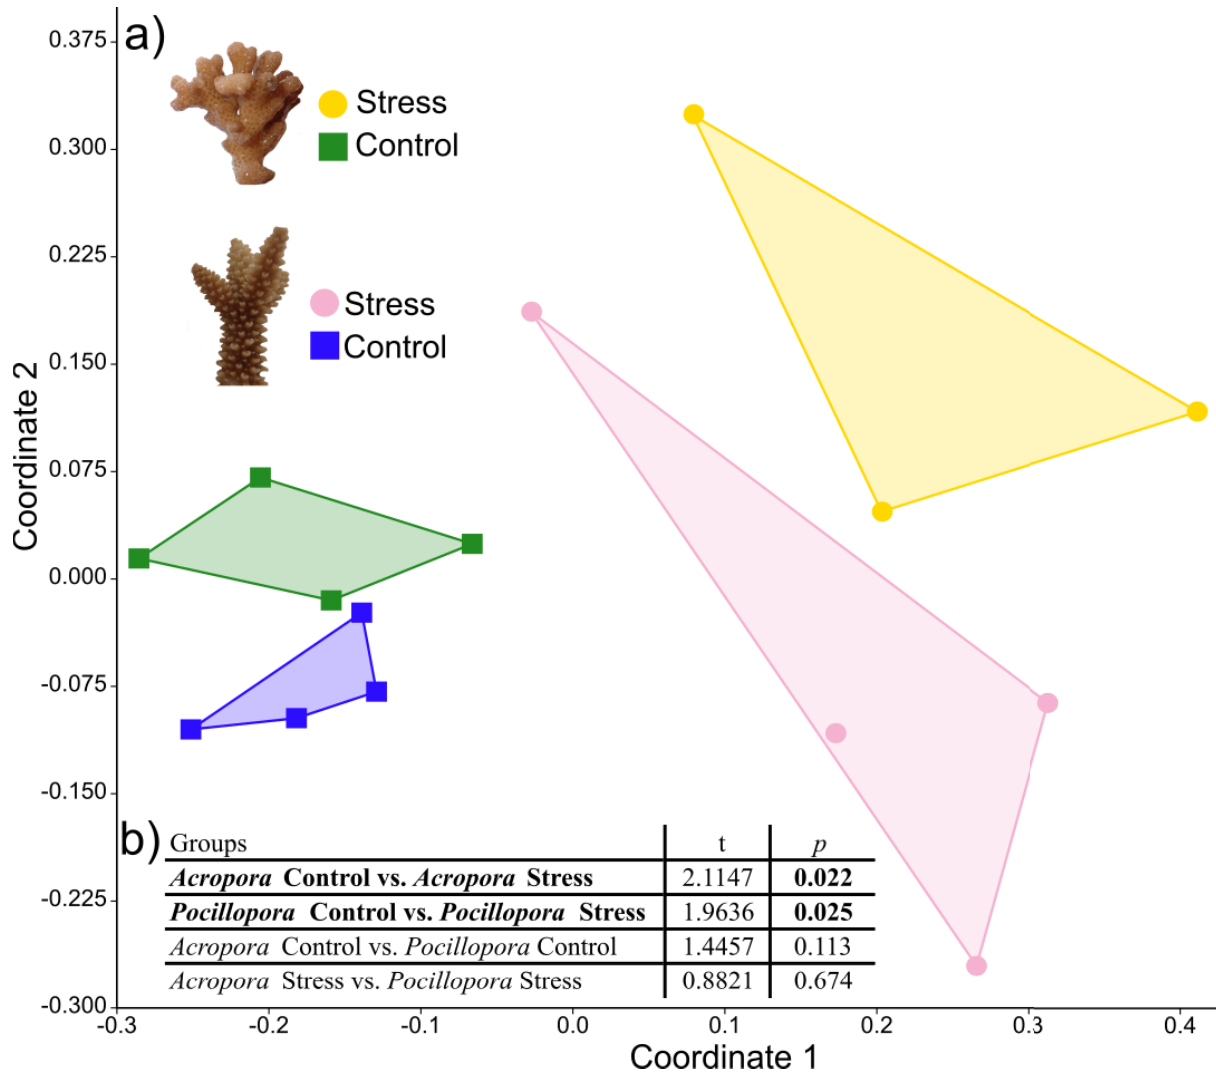 a)
Stress
Control
Stress
Control
Coordinate 2
0.375
0.300
0.225
0.150
0.075
0.000
-0.075
-0.150
-0.225
-0.300
b)
Groups t p
Acropora Control vs. Acropora Stress 2.1147 0.022
Pocillopora Control vs. Pocillopora Stress 1.9636 0.025
Acropora Control vs. Pocillopora Control 1.4457 0.113
Acropora Stress vs. Pocillopora Stress 0.8821 0.674
-0.3 -0.2 -0.1 0.0 0.1 0.2 0.3 0.4
Coordinate 1